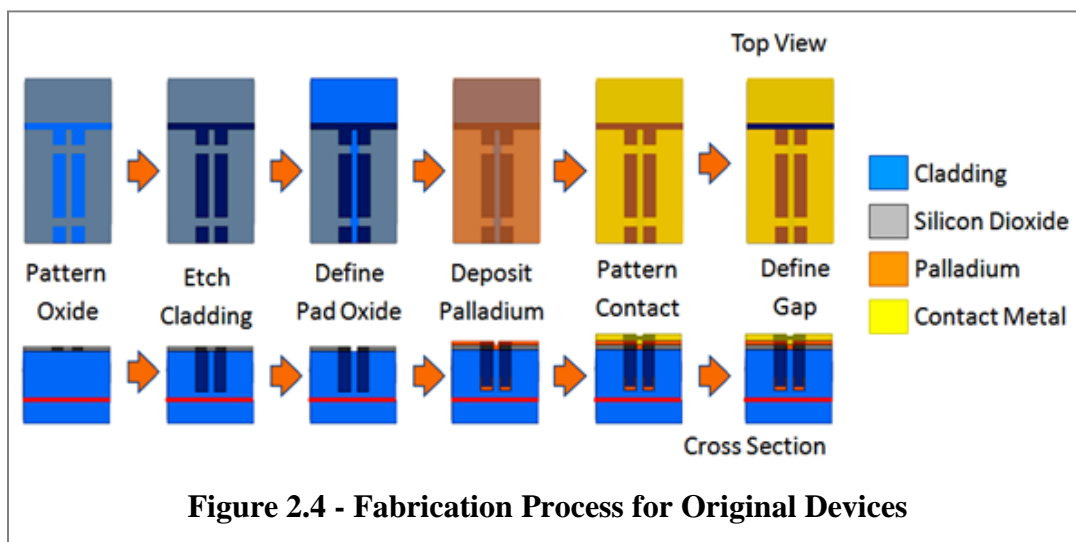 Top View
Pattern Oxide
Etch Cladding
Define Pad Oxide
Deposit Palladium
Pattern Contact
Define Gap
Cladding
Silicon Dioxide
Palladium
Contact Metal
Cross Section
Figure 2.4 - Fabrication Process for Original Devices